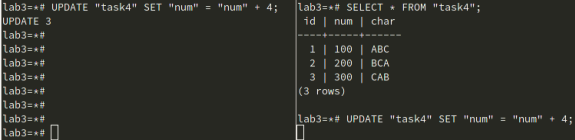 lab3=*# UPDATE "task4" SET "num" = "num" + 4;
UPDATE 3
lab3=*#
lab3=*#
lab3=*#
lab3=*#
lab3=*#
lab3=*#
lab3=*#
lab3=*#
lab3=*# SELECT * FROM "task4";
id | num | char
----+-----+------
1 | 100 | ABC
2 | 200 | BCA
3 | 300 | CAB
(3 rows)
lab3=*# UPDATE "task4" SET "num" = "num" + 4;